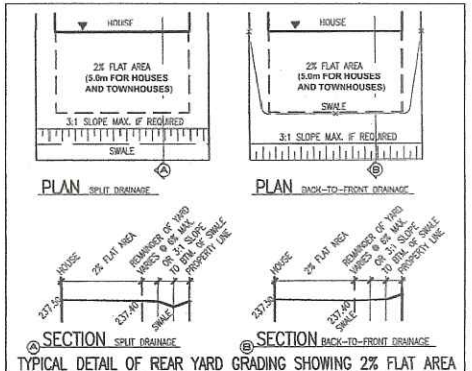 HOUSE
2% FLAT AREA
(5.0m FOR HOUSES
AND TOWNHOUSES)
3:1 SLOPE MAX. IF REQUIRED
SWALE
A
PLAN SPLIT DRAINAGE
HOUSE
2% FLAT AREA
(5.0m FOR HOUSES
AND TOWNHOUSES)
SWALE
3:1 SLOPE MAX. IF REQUIRED
B
PLAN BACK-TO-FRONT DRAINAGE
HOUSE
2% FLAT AREA
REMAINDER OF YARD
VARIES @ 6% MAX.
OR 3:1 SLOPE
TO BTM. OF SWALE
PROPERTY LINE
237.50
237.40
SWALE
A SECTION SPLIT DRAINAGE
HOUSE
2% FLAT AREA
REMAINDER OF YARD
VARIES @ 6% MAX.
OR 3:1 SLOPE
TO BTM. OF SWALE
PROPERTY LINE
237.50
237.40
SWALE
B SECTION BACK-TO-FRONT DRAINAGE
TYPICAL DETAIL OF REAR YARD GRADING SHOWING 2% FLAT AREA